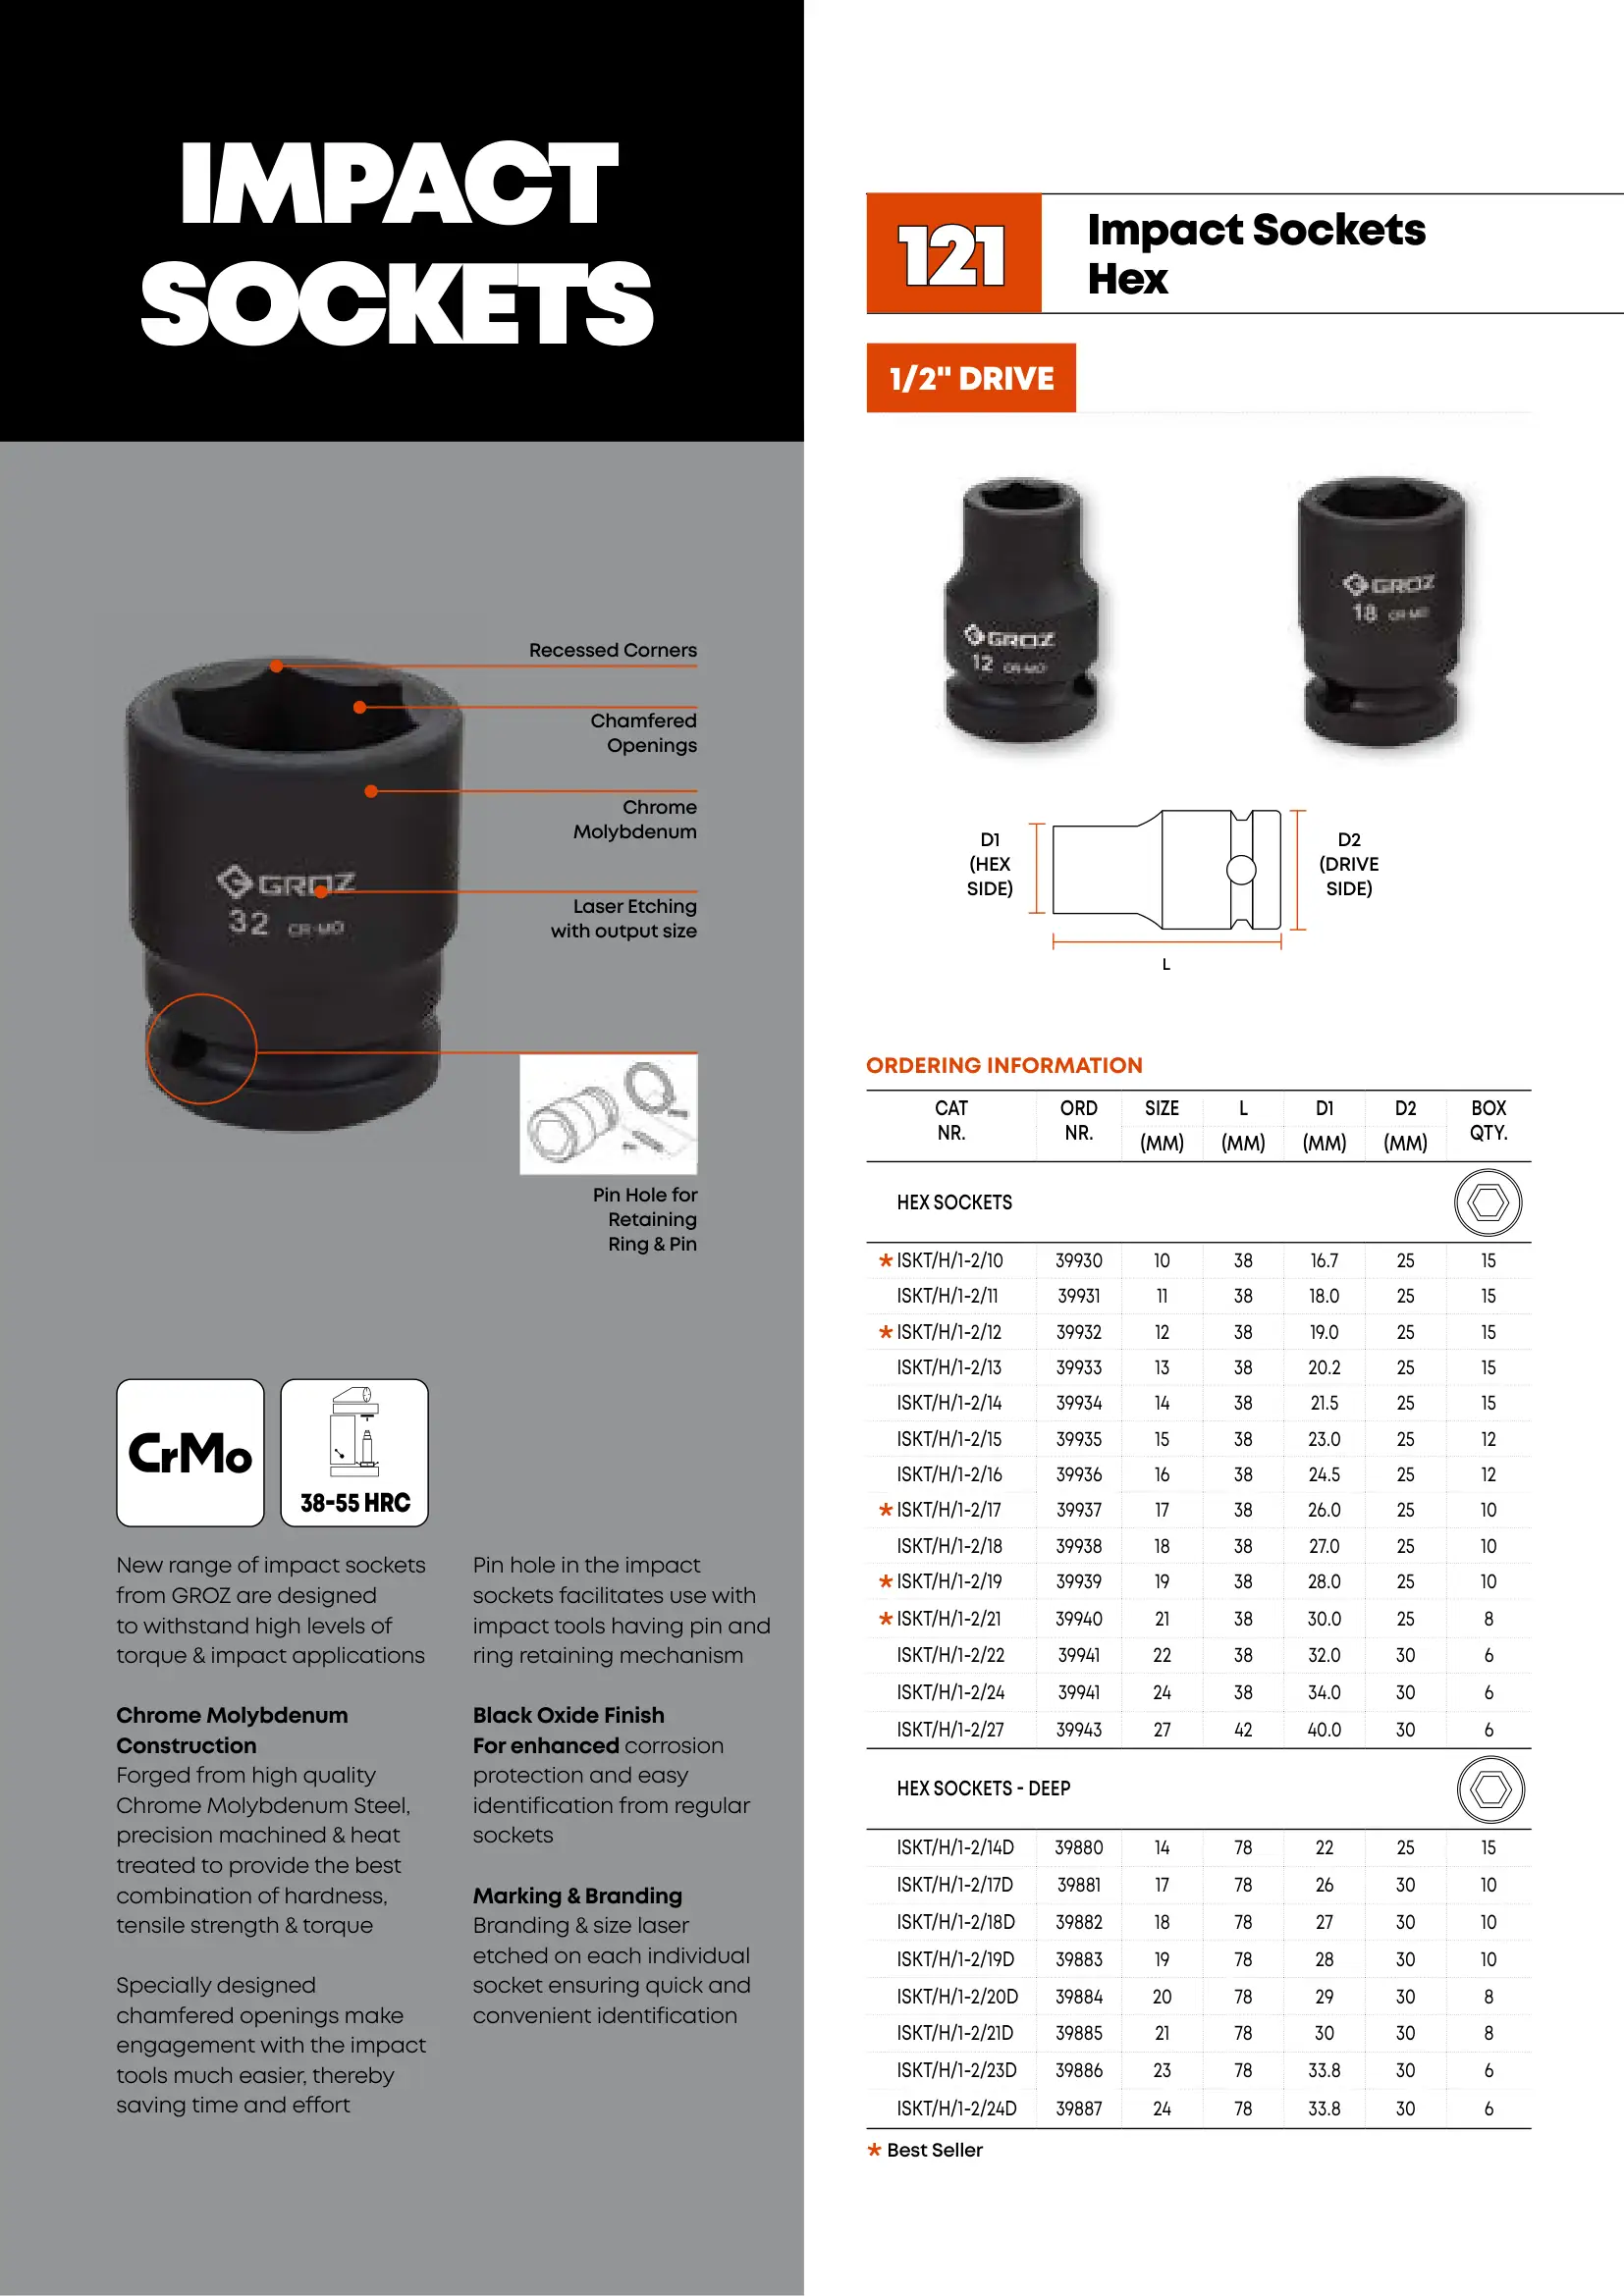 IMPACT
SOCKETS
Recessed Corners
Chamfered
Openings
Chrome
Molybdenum
GROZ
32 CR-MO
Laser Etching
with output size
Pin Hole for
Retaining
Ring & Pin
CrMo
38-55 HRC
New range of impact sockets
from GROZ are designed
to withstand high levels of
torque & impact applications
Chrome Molybdenum
Construction
Forged from high quality
Chrome Molybdenum Steel,
precision machined & heat
treated to provide the best
combination of hardness,
tensile strength & torque
Specially designed
chamfered openings make
engagement with the impact
tools much easier, thereby
saving time and effort
Pin hole in the impact
sockets facilitates use with
impact tools having pin and
ring retaining mechanism
Black Oxide Finish
For enhanced corrosion
protection and easy
identification from regular
sockets
Marking & Branding
Branding & size laser
etched on each individual
socket ensuring quick and
convenient identification
121
Impact Sockets
Hex
1/2" DRIVE
GROZ
12 CR-MO
GROZ
18 CR-MO
D1
(HEX
SIDE)
D2
(DRIVE
SIDE)
L
ORDERING INFORMATION
CAT NR. ORD NR. SIZE (MM) L (MM) D1 (MM) D2 (MM) BOX QTY.
HEX SOCKETS
* ISKT/H/1-2/10 39930 10 38 16.7 25 15
ISKT/H/1-2/11 39931 11 38 18.0 25 15
* ISKT/H/1-2/12 39932 12 38 19.0 25 15
ISKT/H/1-2/13 39933 13 38 20.2 25 15
ISKT/H/1-2/14 39934 14 38 21.5 25 15
ISKT/H/1-2/15 39935 15 38 23.0 25 12
ISKT/H/1-2/16 39936 16 38 24.5 25 12
* ISKT/H/1-2/17 39937 17 38 26.0 25 10
ISKT/H/1-2/18 39938 18 38 27.0 25 10
* ISKT/H/1-2/19 39939 19 38 28.0 25 10
* ISKT/H/1-2/21 39940 21 38 30.0 25 8
ISKT/H/1-2/22 39941 22 38 32.0 30 6
ISKT/H/1-2/24 39941 24 38 34.0 30 6
ISKT/H/1-2/27 39943 27 42 40.0 30 6
HEX SOCKETS - DEEP
ISKT/H/1-2/14D 39880 14 78 22 25 15
ISKT/H/1-2/17D 39881 17 78 26 30 10
ISKT/H/1-2/18D 39882 18 78 27 30 10
ISKT/H/1-2/19D 39883 19 78 28 30 10
ISKT/H/1-2/20D 39884 20 78 29 30 8
ISKT/H/1-2/21D 39885 21 78 30 30 8
ISKT/H/1-2/23D 39886 23 78 33.8 30 6
ISKT/H/1-2/24D 39887 24 78 33.8 30 6
* Best Seller